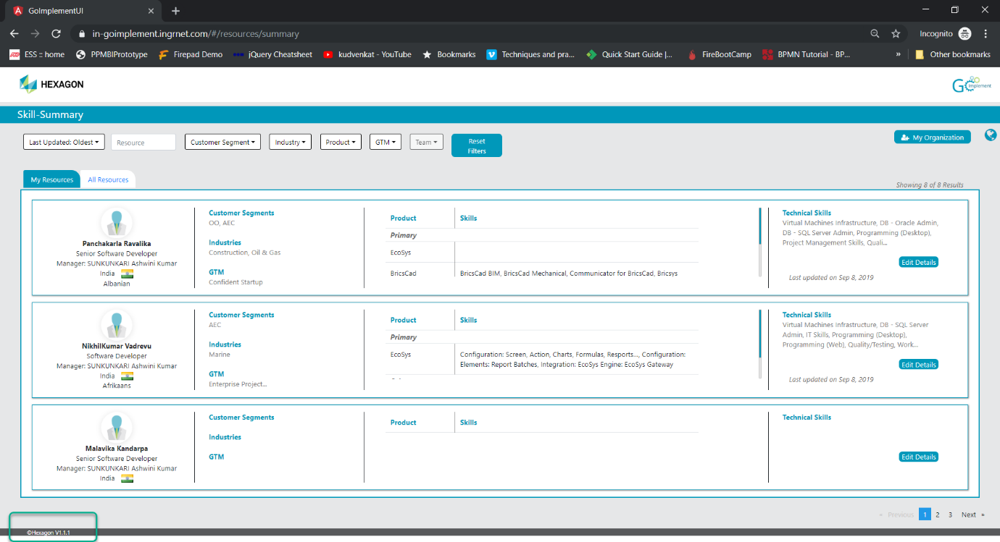 GoImplementUI
in-goimplement.ingrnet.com/#/resources/summary
Incognito
ESS :: home
PPMBIPrototype
Firepad Demo
jQuery Cheatsheet
kudvenkat - YouTube
Bookmarks
Techniques and pra...
Quick Start Guide |...
FireBootCamp
BPMN Tutorial - BP...
»
Other bookmarks
HEXAGON
Go
implement
Skill-Summary
Last Updated: Oldest
Resource
Customer Segment
Industry
Product
GTM
Team
Reset
Filters
My Organization
My Resources
All Resources
Showing 8 of 8 Results
Panchakarla Ravalika
Senior Software Developer
Manager: SUNKUNKARI Ashwini Kumar
India
Albanian
Customer Segments
OO, AEC
Industries
Construction, Oil & Gas
GTM
Confident Startup
Product Skills
Primary
EcoSys
BricsCad BricsCad BIM, BricsCad Mechanical, Communicator for BricsCad, Bricsys
Technical Skills
Virtual Machines Infrastructure, DB - Oracle Admin,
DB - SQL Server Admin, Programming (Desktop),
Project Management Skills, Quali...
Edit Details
Last updated on Sep 8, 2019
NikhilKumar Vadrevu
Software Developer
Manager: SUNKUNKARI Ashwini Kumar
India
Afrikaans
Customer Segments
AEC
Industries
Marine
GTM
Enterprise Project...
Product Skills
Primary
EcoSys Configuration: Screen, Action, Charts, Formulas, Resports..., Configuration:
Elements: Report Batches, Integration: EcoSys Engine: EcoSys Gateway
Technical Skills
Virtual Machines Infrastructure, DB - SQL Server
Admin, IT Skills, Programming (Desktop),
Programming (Web), Quality/Testing, Work...
Edit Details
Last updated on Sep 8, 2019
Malavika Kandarpa
Senior Software Developer
Manager: SUNKUNKARI Ashwini Kumar
India
Customer Segments
Industries
GTM
Product Skills
Technical Skills
Edit Details
« Previous 1 2 3 Next »
©Hexagon V1.1.1